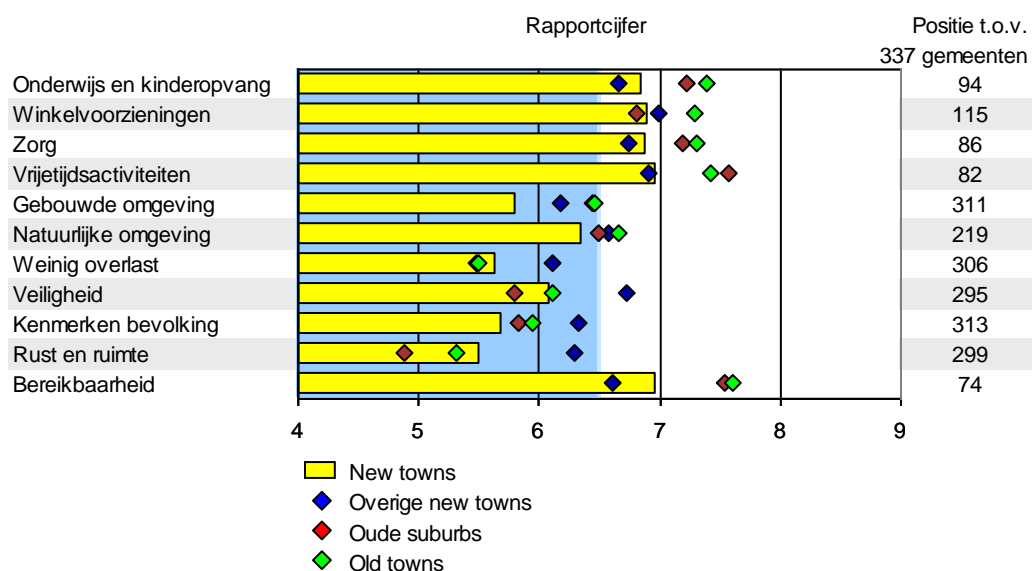 Rapportcijfer Positie t.o.v.
337 gemeenten
Onderwijs en kinderopvang 94
Winkelvoorzieningen 115
Zorg 86
Vrijetijdsactiviteiten 82
Gebouwde omgeving 311
Natuurlijke omgeving 219
Weinig overlast 306
Veiligheid 295
Kenmerken bevolking 313
Rust en ruimte 299
Bereikbaarheid 74
4 5 6 7 8 9
New towns
Overige new towns
Oude suburbs
Old towns